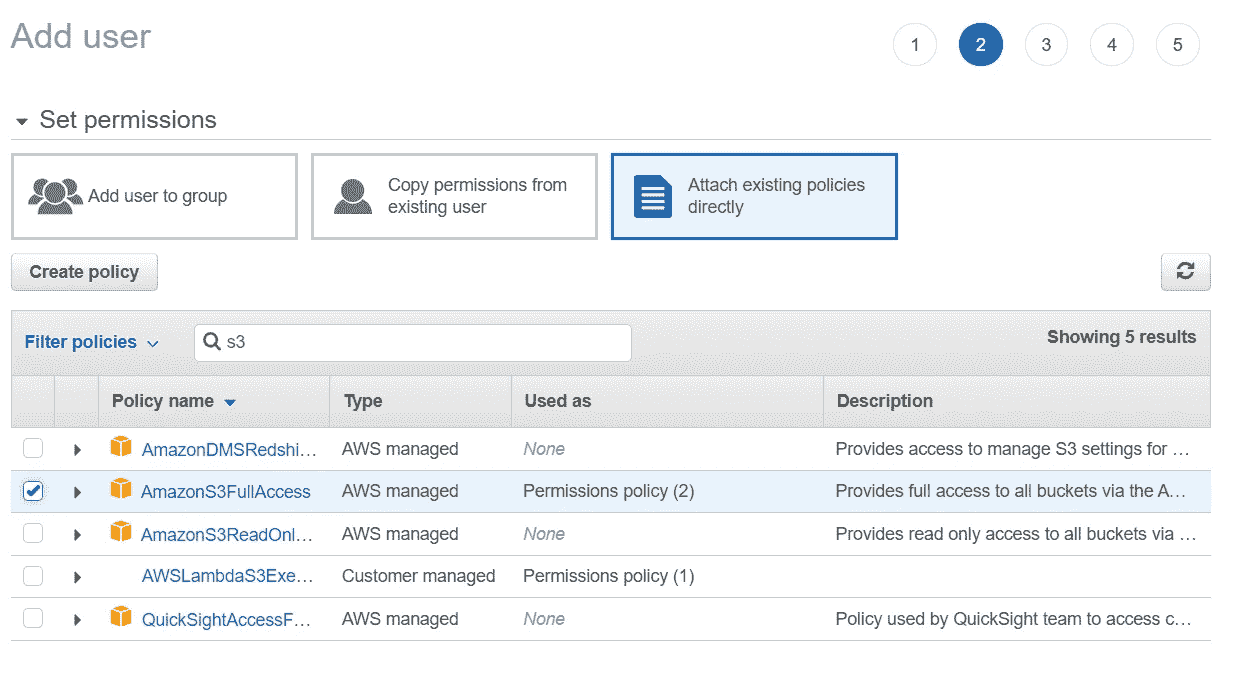 Add user
1 2 3 4 5
Set permissions
Add user to group
Copy permissions from
existing user
Attach existing policies
directly
Create policy
Filter policies
s3
Showing 5 results
Policy name Type Used as Description
AmazonDMSRedshi... AWS managed None Provides access to manage S3 settings for ...
AmazonS3FullAccess AWS managed Permissions policy (2) Provides full access to all buckets via the A...
AmazonS3ReadOnl... AWS managed None Provides read only access to all buckets via ...
AWSLambdaS3Exe... Customer managed Permissions policy (1)
QuickSightAccessF... AWS managed None Policy used by QuickSight team to access c...